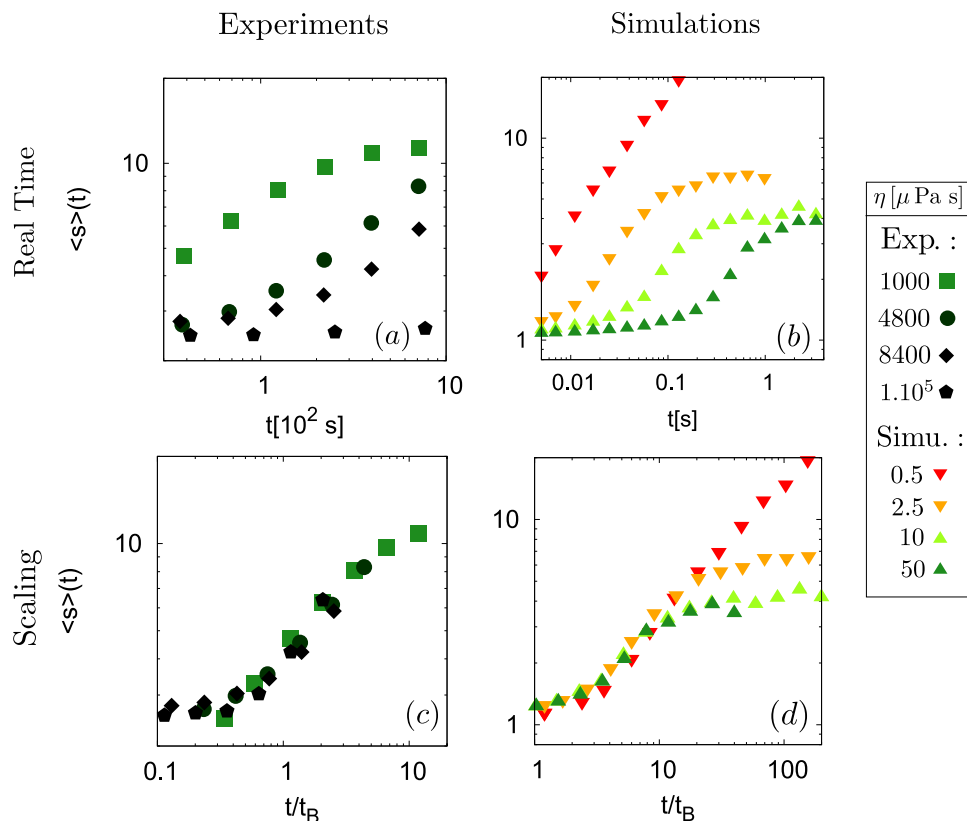 Experiments
Simulations
Real Time
<s>(t)
10
(a)
1
10
t[10² s]
10
1
(b)
0.01
0.1
1
t[s]
η [μ Pa s]
Exp. :
1000
4800
8400
1.10⁵
Simu. :
0.5
2.5
10
50
Scaling
<s>(t)
10
(c)
0.1
1
10
t/t_B
10
1
(d)
1
10
100
t/t_B